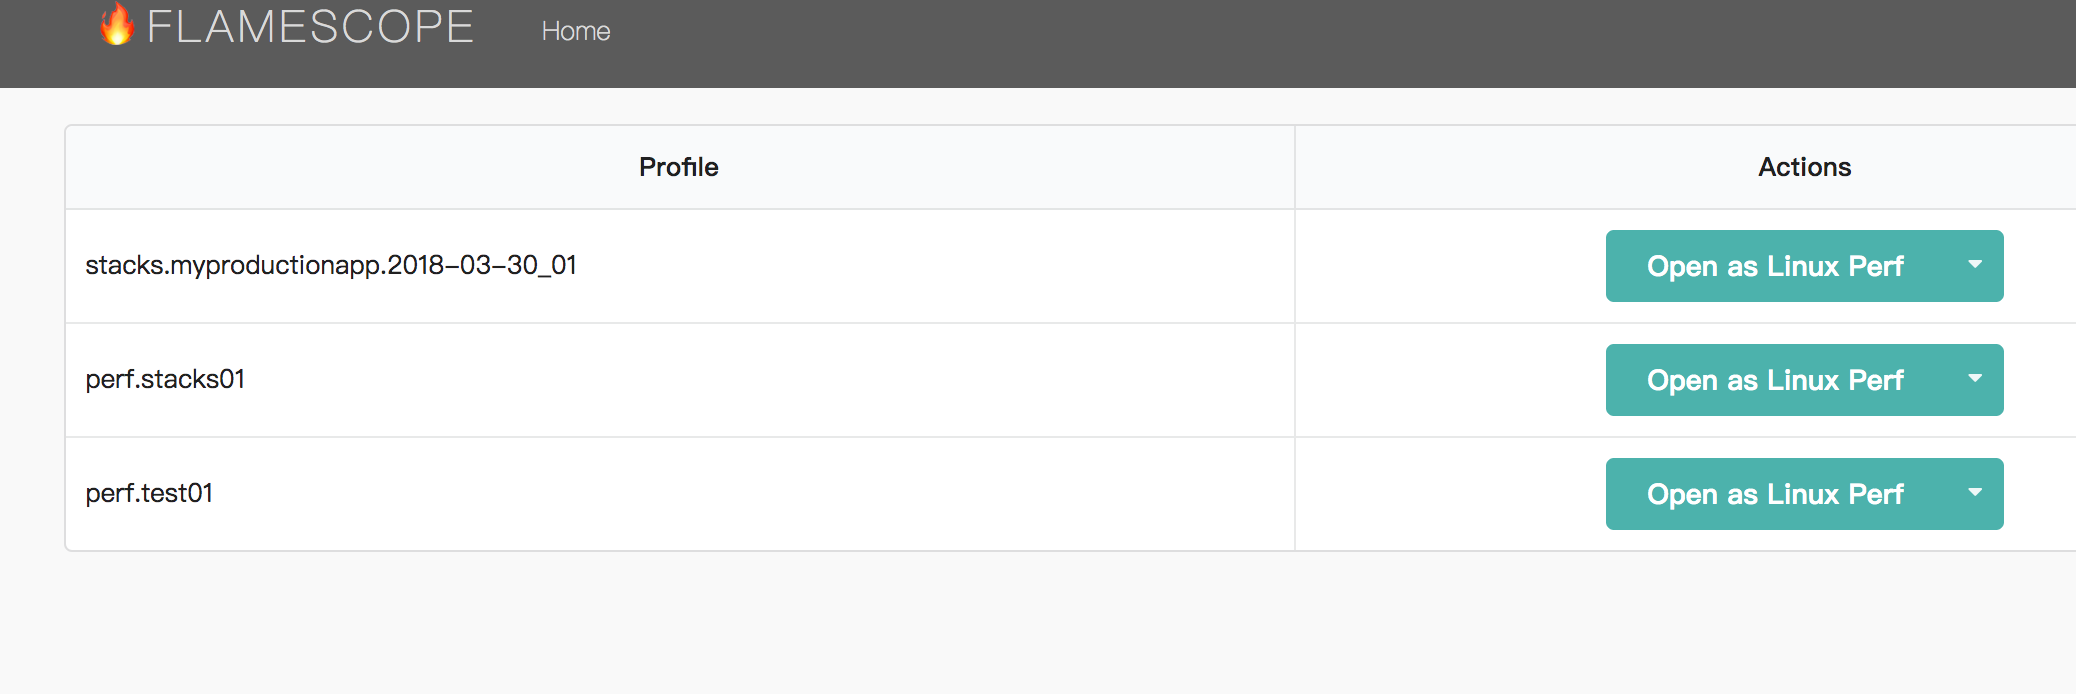 FLAMESCOPE Home
Profile Actions
stacks.myproductionapp.2018-03-30_01 Open as Linux Perf
perf.stacks01 Open as Linux Perf
perf.test01 Open as Linux Perf